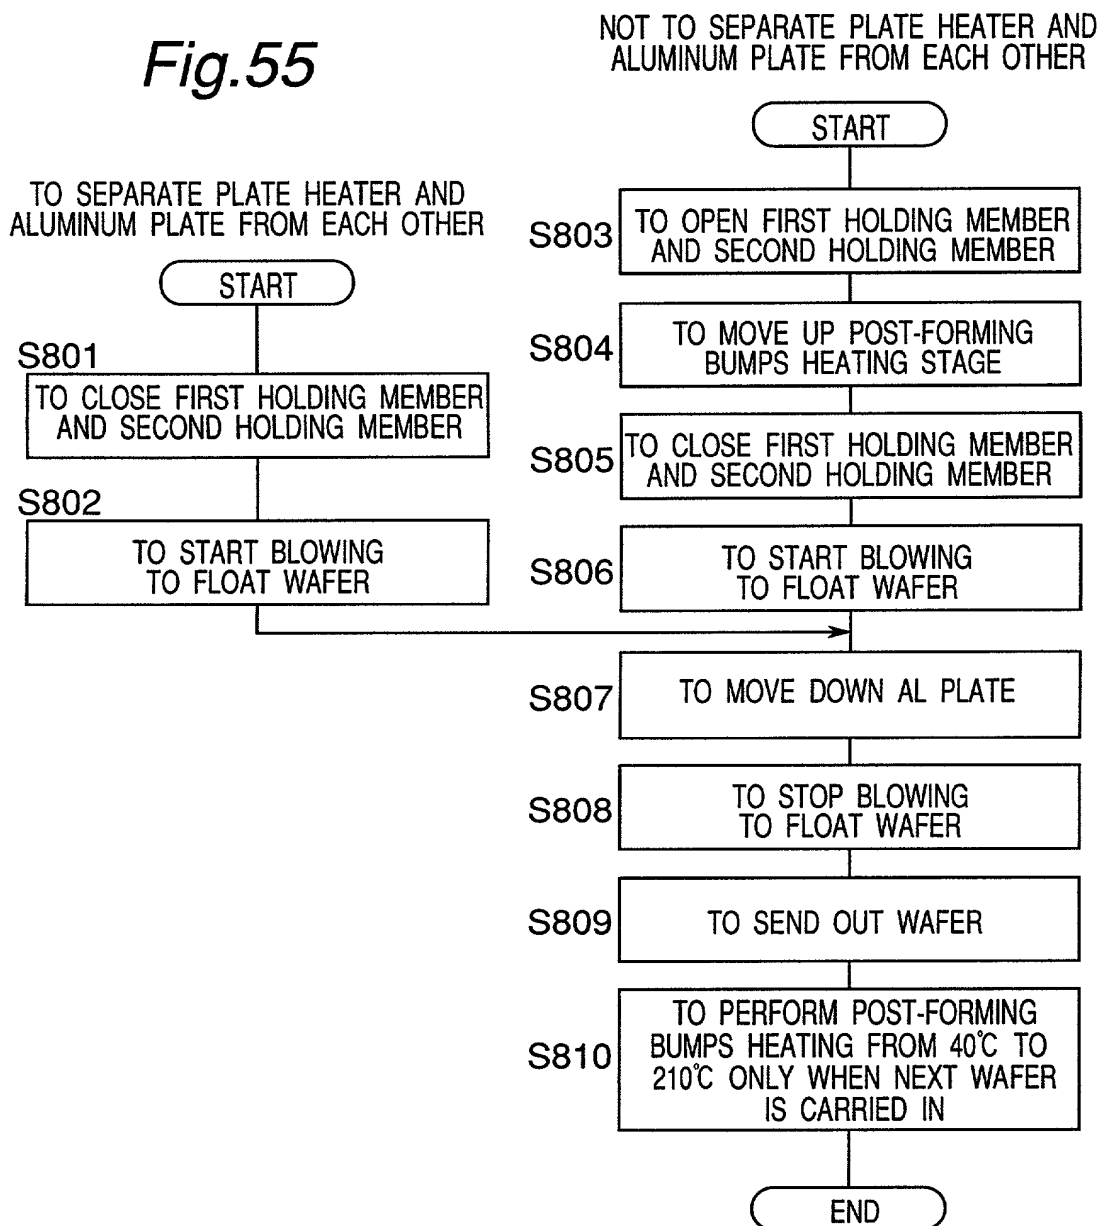 Fig.55
TO SEPARATE PLATE HEATER AND
ALUMINUM PLATE FROM EACH OTHER
START
S801
TO CLOSE FIRST HOLDING MEMBER
AND SECOND HOLDING MEMBER
S802
TO START BLOWING
TO FLOAT WAFER
NOT TO SEPARATE PLATE HEATER AND
ALUMINUM PLATE FROM EACH OTHER
START
S803
TO OPEN FIRST HOLDING MEMBER
AND SECOND HOLDING MEMBER
S804
TO MOVE UP POST-FORMING
BUMPS HEATING STAGE
S805
TO CLOSE FIRST HOLDING MEMBER
AND SECOND HOLDING MEMBER
S806
TO START BLOWING
TO FLOAT WAFER
S807
TO MOVE DOWN AL PLATE
S808
TO STOP BLOWING
TO FLOAT WAFER
S809
TO SEND OUT WAFER
S810
TO PERFORM POST-FORMING
BUMPS HEATING FROM 40℃ TO
210℃ ONLY WHEN NEXT WAFER
IS CARRIED IN
END